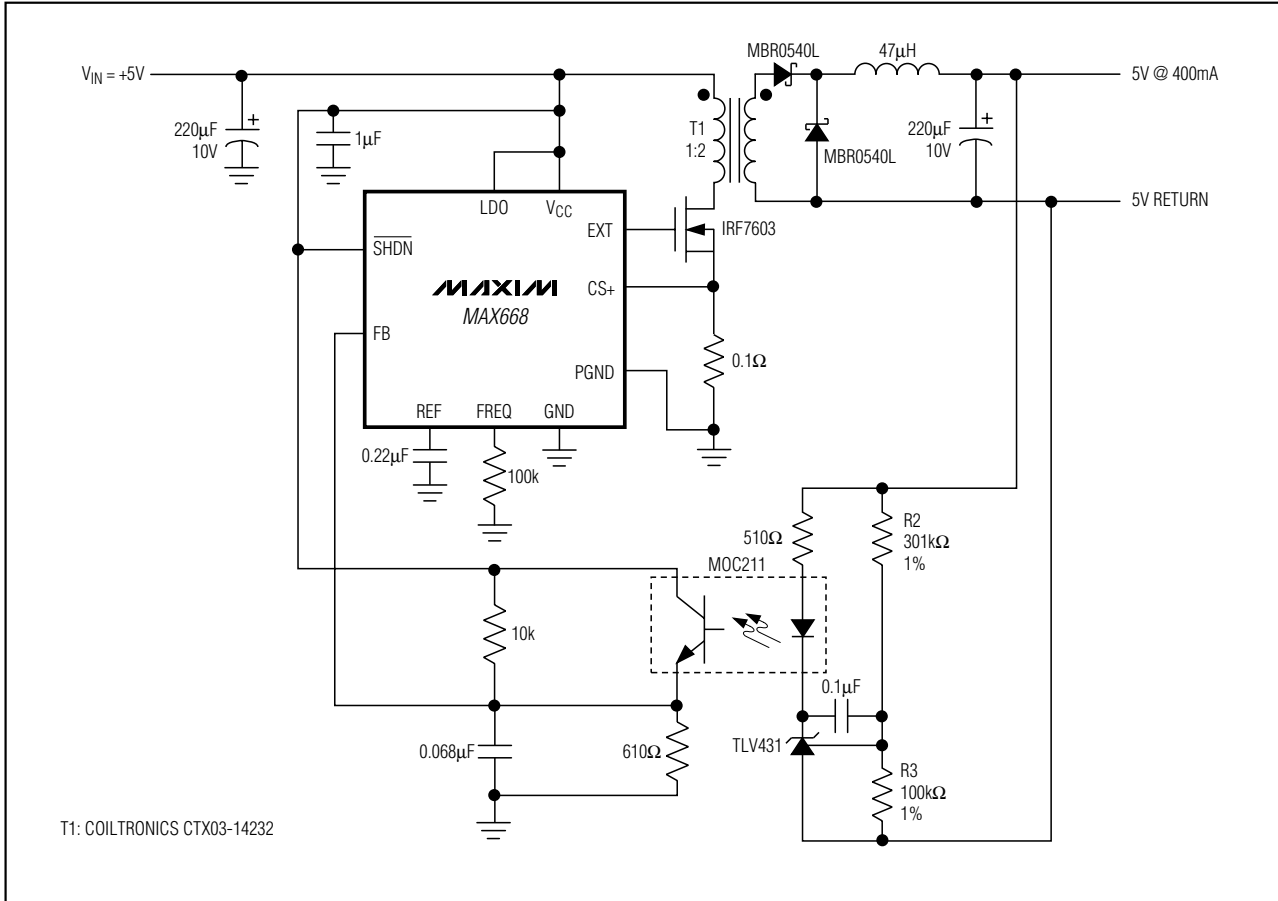 VIN = +5V
MBR0540L
47µH
5V @ 400mA
220µF
10V
+
1µF
T1
1:2
MBR0540L
+
220µF
10V
5V RETURN
LDO
VCC
EXT
IRF7603
SHDN
MAXIM
MAX668
CS+
FB
0.1Ω
PGND
REF
FREQ
GND
0.22µF
100k
510Ω
R2
301kΩ
1%
MOC211
10k
0.1µF
0.068µF
610Ω
TLV431
R3
100kΩ
1%
T1: COILTRONICS CTX03-14232